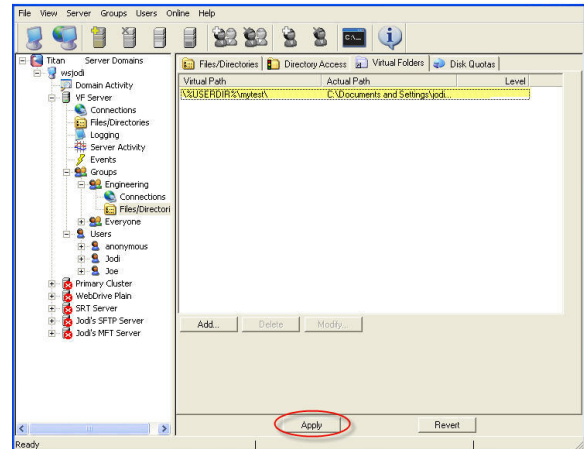 File View Server Groups Users Online Help
Titan Server Domains
wsjodi
Domain Activity
VF Server
Connections
Files/Directories
Logging
Server Activity
Events
Groups
Engineering
Connections
Files/Directori
Everyone
Users
anonymous
Jodi
Joe
Primary Cluster
WebDrive Plain
SRT Server
Jodi's SFTP Server
Jodi's MFT Server
Files/Directories Directory Access Virtual Folders Disk Quotas
Virtual Path Actual Path Level
\%USERDIR%\mytest\ C:\Documents and Settings\jodi...
Add... Delete Modify...
Apply Revert
Ready